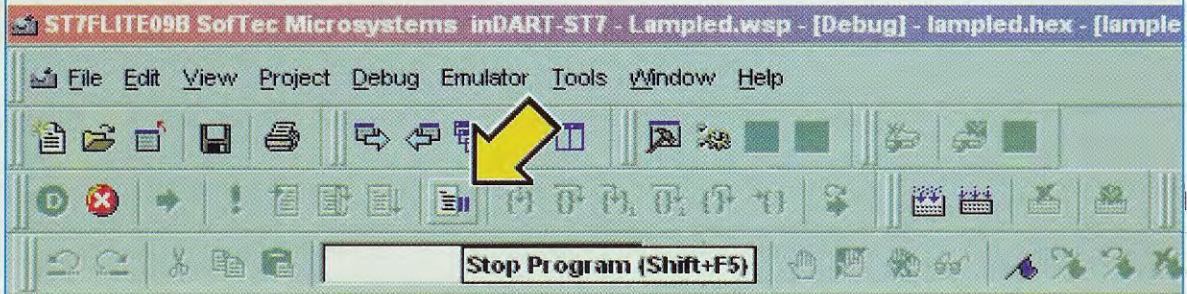 ST7FLITE09B SofTec Microsystems inDART-ST7 - Lampled.wsp - [Debug] - lampled.hex - [lample
File Edit View Project Debug Emulator Tools Window Help
Stop Program (Shift+F5)